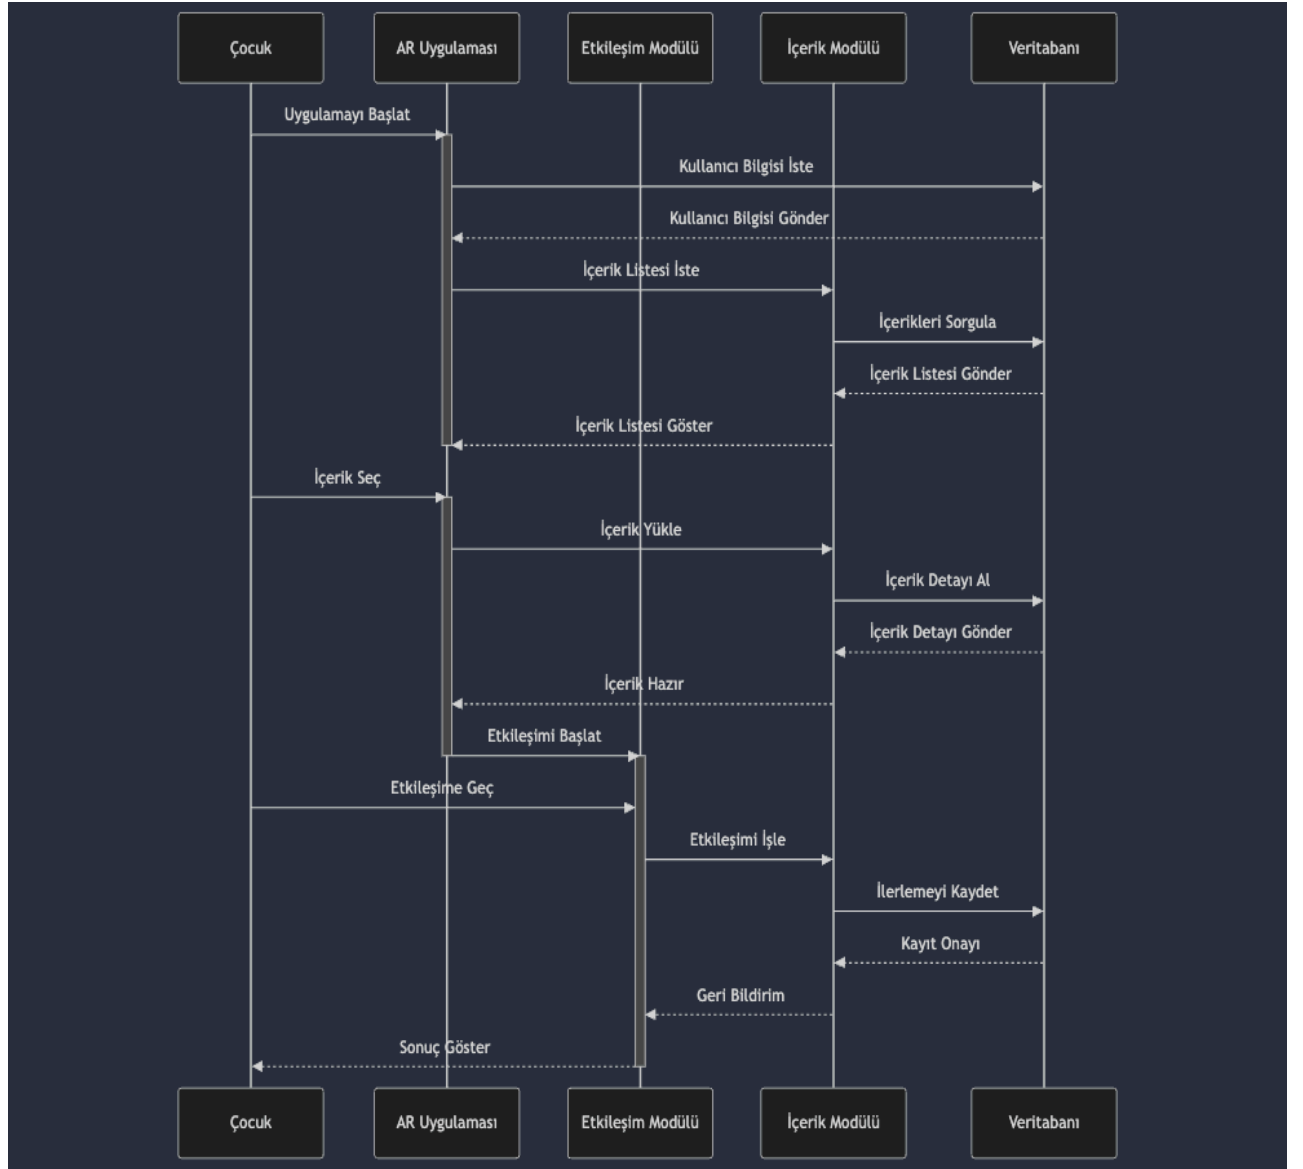 Çocuk
AR Uygulaması
Etkileşim Modülü
İçerik Modülü
Veritabanı
Uygulamayı Başlat
Kullanıcı Bilgisi İste
Kullanıcı Bilgisi Gönder
İçerik Listesi İste
İçerikleri Sorgula
İçerik Listesi Gönder
İçerik Listesi Göster
İçerik Seç
İçerik Yükle
İçerik Detayı Al
İçerik Detayı Gönder
İçerik Hazır
Etkileşimi Başlat
Etkileşime Geç
Etkileşimi İşle
İlerlemeyi Kaydet
Kayıt Onayı
Geri Bildirim
Sonuç Göster
Çocuk
AR Uygulaması
Etkileşim Modülü
İçerik Modülü
Veritabanı